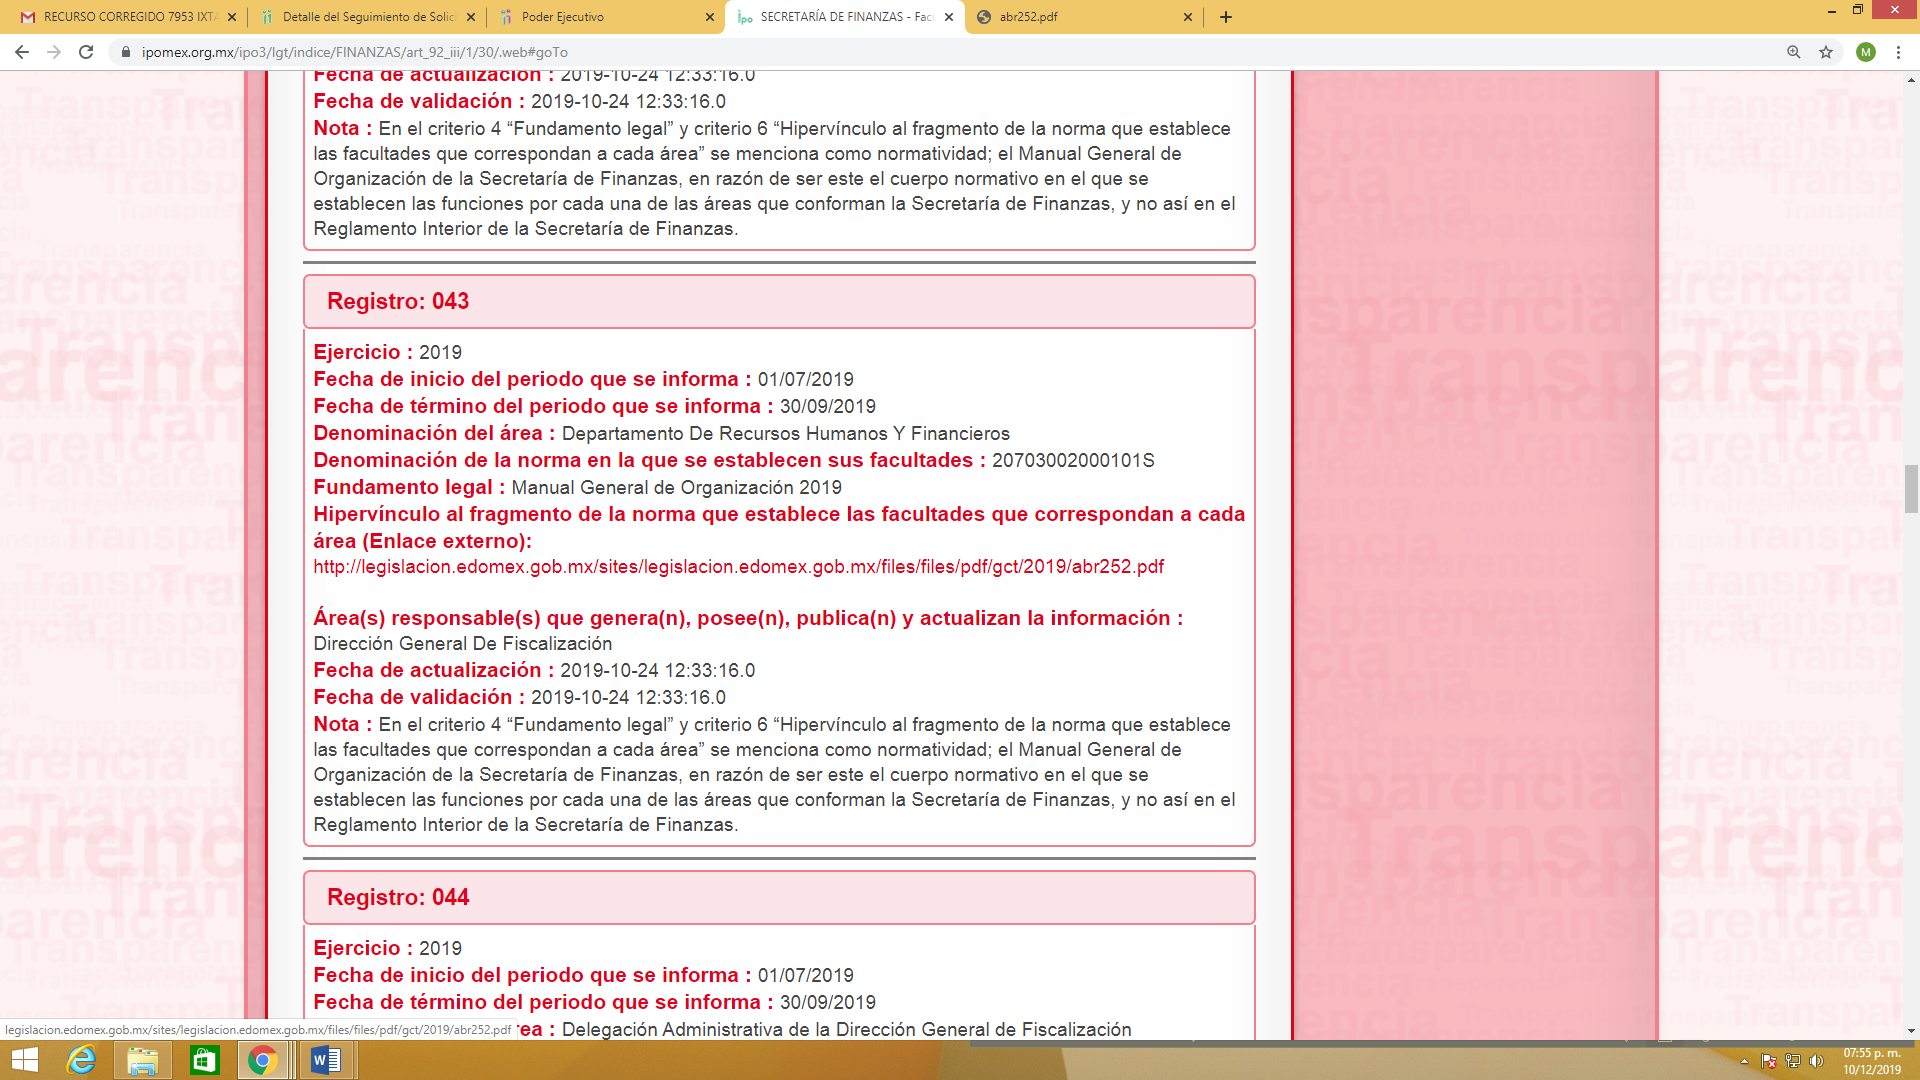 RECURSO CORREGIDO 7953 IXTA
Detalle del Seguimiento de Solici
Poder Ejecutivo
SECRETARÍA DE FINANZAS - Facu
abr252.pdf
ipomex.org.mx/ipo3/lgt/indice/FINANZAS/art_92_iii/1/30/.web#goTo
Fecha de actualización : 2019-10-24 12:33:16.0
Fecha de validación : 2019-10-24 12:33:16.0
Nota : En el criterio 4 “Fundamento legal” y criterio 6 “Hipervínculo al fragmento de la norma que establece
las facultades que correspondan a cada área” se menciona como normatividad; el Manual General de
Organización de la Secretaría de Finanzas, en razón de ser este el cuerpo normativo en el que se
establecen las funciones por cada una de las áreas que conforman la Secretaría de Finanzas, y no así en el
Reglamento Interior de la Secretaría de Finanzas.
Registro: 043
Ejercicio : 2019
Fecha de inicio del periodo que se informa : 01/07/2019
Fecha de término del periodo que se informa : 30/09/2019
Denominación del área : Departamento De Recursos Humanos Y Financieros
Denominación de la norma en la que se establecen sus facultades : 20703002000101S
Fundamento legal : Manual General de Organización 2019
Hipervínculo al fragmento de la norma que establece las facultades que correspondan a cada
área (Enlace externo):
http://legislacion.edomex.gob.mx/sites/legislacion.edomex.gob.mx/files/files/pdf/gct/2019/abr252.pdf
Área(s) responsable(s) que genera(n), posee(n), publica(n) y actualizan la información :
Dirección General De Fiscalización
Fecha de actualización : 2019-10-24 12:33:16.0
Fecha de validación : 2019-10-24 12:33:16.0
Nota : En el criterio 4 “Fundamento legal” y criterio 6 “Hipervínculo al fragmento de la norma que establece
las facultades que correspondan a cada área” se menciona como normatividad; el Manual General de
Organización de la Secretaría de Finanzas, en razón de ser este el cuerpo normativo en el que se
establecen las funciones por cada una de las áreas que conforman la Secretaría de Finanzas, y no así en el
Reglamento Interior de la Secretaría de Finanzas.
Registro: 044
Ejercicio : 2019
Fecha de inicio del periodo que se informa : 01/07/2019
Fecha de término del periodo que se informa : 30/09/2019
ea : Delegación Administrativa de la Dirección General de Fiscalización
legislacion.edomex.gob.mx/sites/legislacion.edomex.gob.mx/files/files/pdf/gct/2019/abr252.pdf
07:55 p. m.
10/12/2019